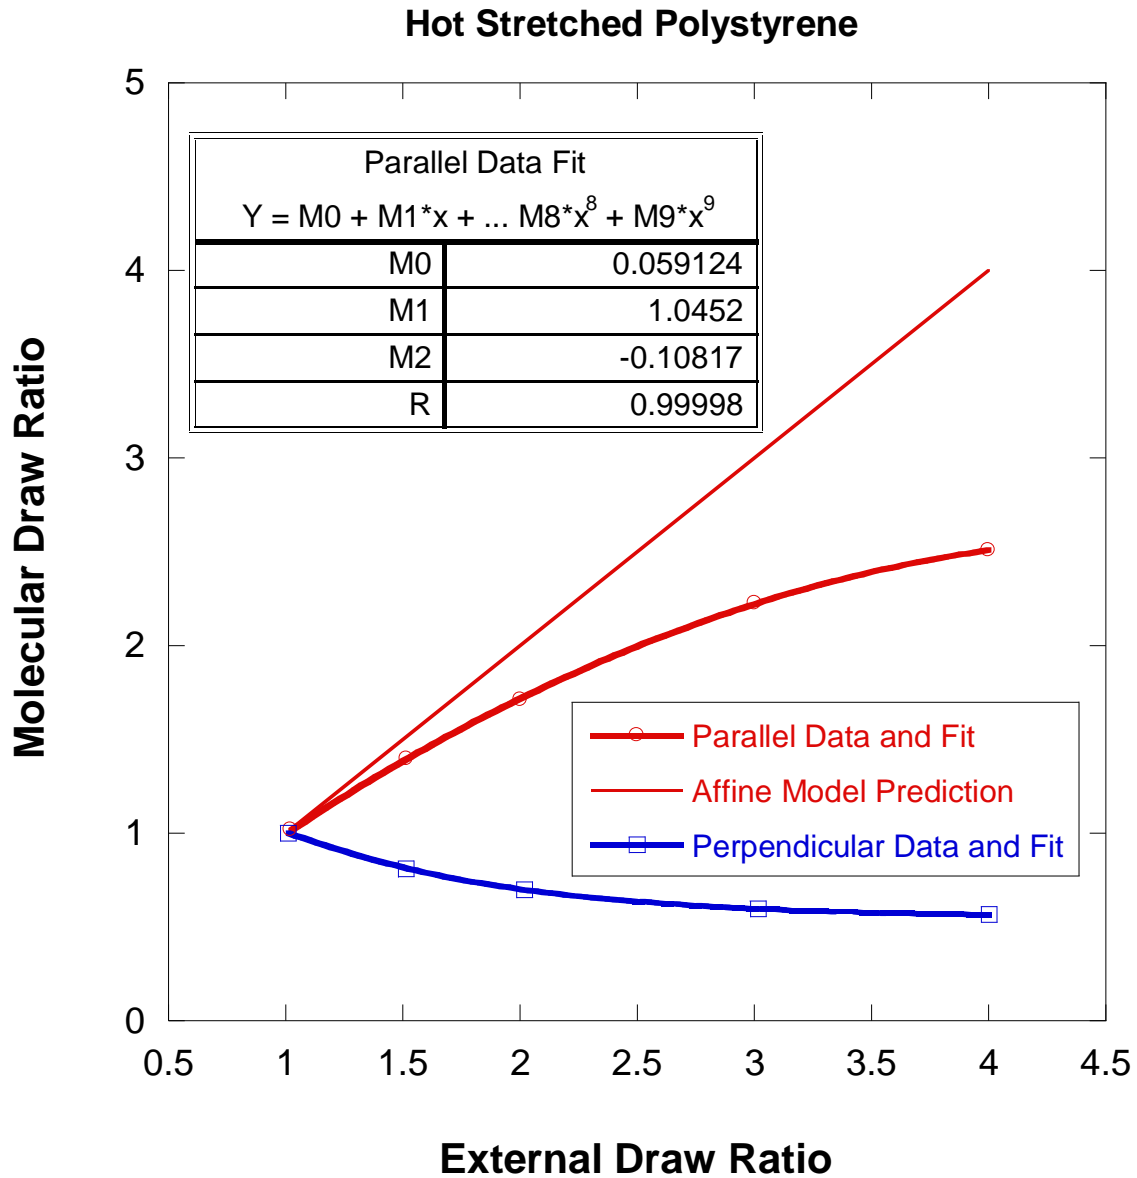 Hot Stretched Polystyrene
5
4
3
2
1
0
Molecular Draw Ratio
Parallel Data Fit
Y = M0 + M1*x + ... M8*x⁸ + M9*x⁹
M0 0.059124
M1 1.0452
M2 -0.10817
R 0.99998
Parallel Data and Fit
Affine Model Prediction
Perpendicular Data and Fit
0.5 1 1.5 2 2.5 3 3.5 4 4.5
External Draw Ratio